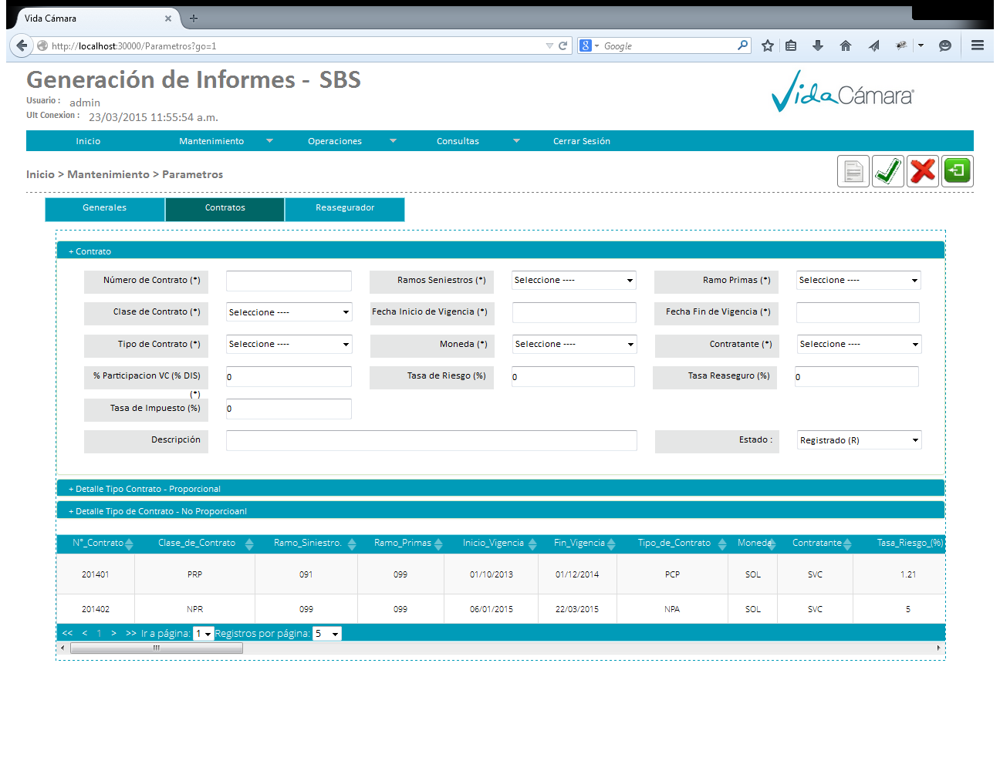 Vida Cámara
http://localhost:30000/Parametros?go=1
Google
Generación de Informes - SBS
Usuario : admin
Ult Conexion : 23/03/2015 11:55:54 a.m.
Vida Cámara
Inicio Mantenimiento Operaciones Consultas Cerrar Sesión
Inicio > Mantenimiento > Parametros
Generales Contratos Reasegurador
+ Contrato
Número de Contrato (*) Ramos Seniestros (*) Seleccione ---- Ramo Primas (*) Seleccione ----
Clase de Contrato (*) Seleccione ---- Fecha Inicio de Vigencia (*) Fecha Fin de Vigencia (*)
Tipo de Contrato (*) Seleccione ---- Moneda (*) Seleccione ---- Contratante (*) Seleccione ----
% Participacion VC (% DIS) 0 Tasa de Riesgo (%) 0 Tasa Reaseguro (%) 0
(*)
Tasa de Impuesto (%) 0
Descripción Estado : Registrado (R)
+ Detalle Tipo Contrato - Proporcional
+ Detalle Tipo de Contrato - No Proporcioanl
N°_Contrato Clase_de_Contrato Ramo_Siniestro. Ramo_Primas Inicio_Vigencia Fin_Vigencia Tipo_de_Contrato Moneda Contratante Tasa_Riesgo_(%)
201401 PRP 091 099 01/10/2013 01/12/2014 PCP SOL SVC 1.21
201402 NPR 099 099 06/01/2015 22/03/2015 NPA SOL SVC 5
<< < 1 > >> Ir a página: 1 Registros por página: 5